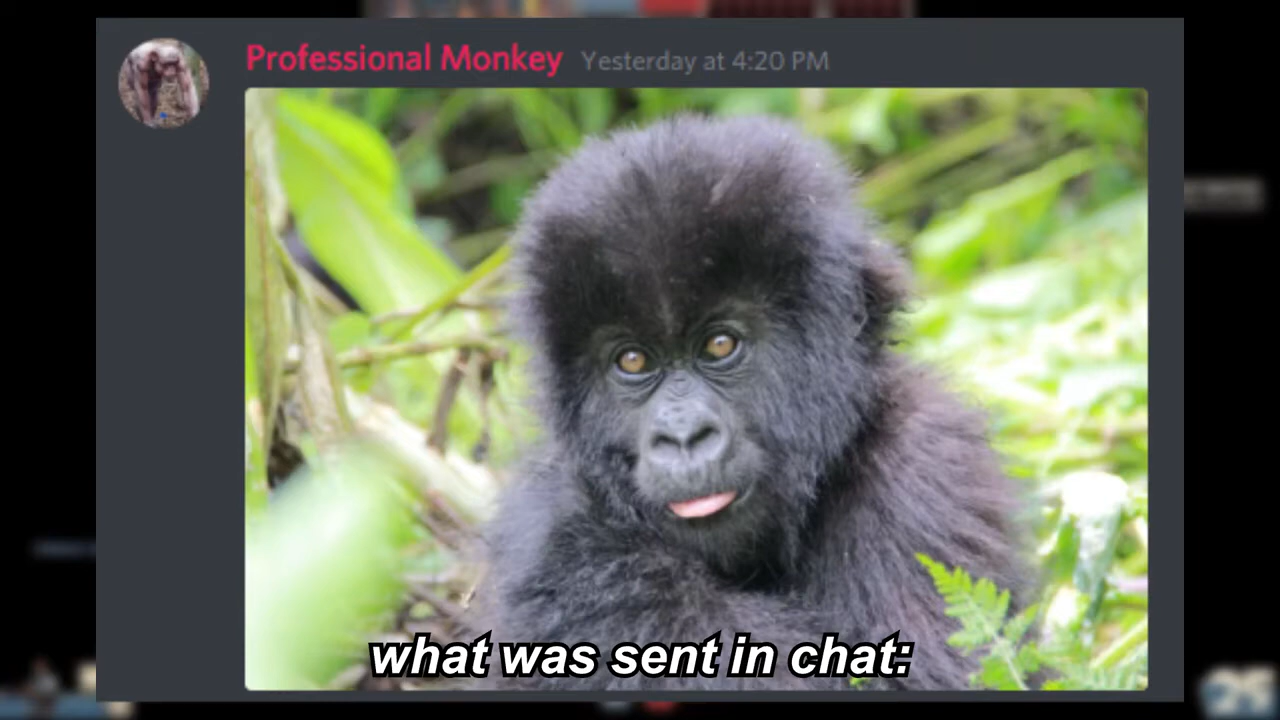 Professional Monkey Yesterday at 4:20 PM
what was sent in chat: